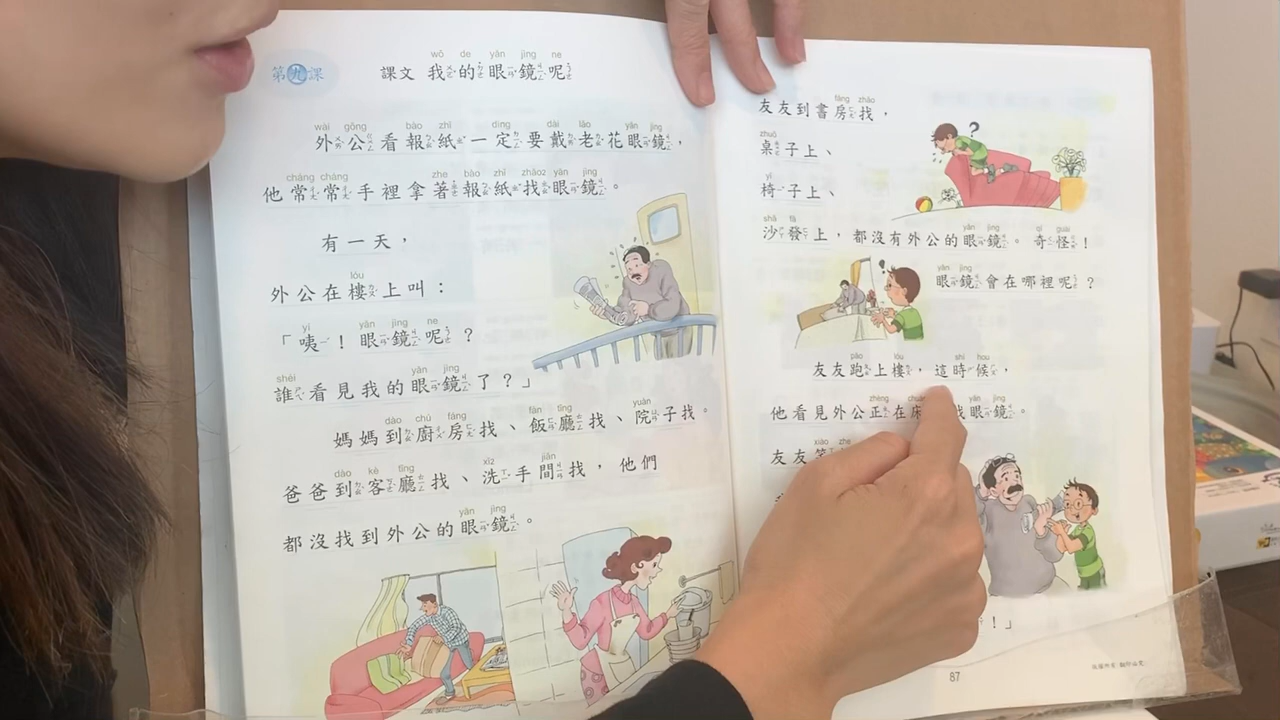 第九課
課文 我的眼鏡呢
外公看報紙一定要戴老花眼鏡，
他常常手裡拿著報紙找眼鏡。
有一天，
外公在樓上叫：
「咦！眼鏡呢？
誰看見我的眼鏡了？」
媽媽到廚房找、飯廳找、院子找。
爸爸到客廳找、洗手間找，他們
都沒找到外公的眼鏡。
友友到書房找，
桌子上、
椅子上、
沙發上，都沒有外公的眼鏡。奇怪！
眼鏡會在哪裡呢？
友友跑上樓，這時候，
他看見外公正在床找眼鏡。
友友笑
！」
87